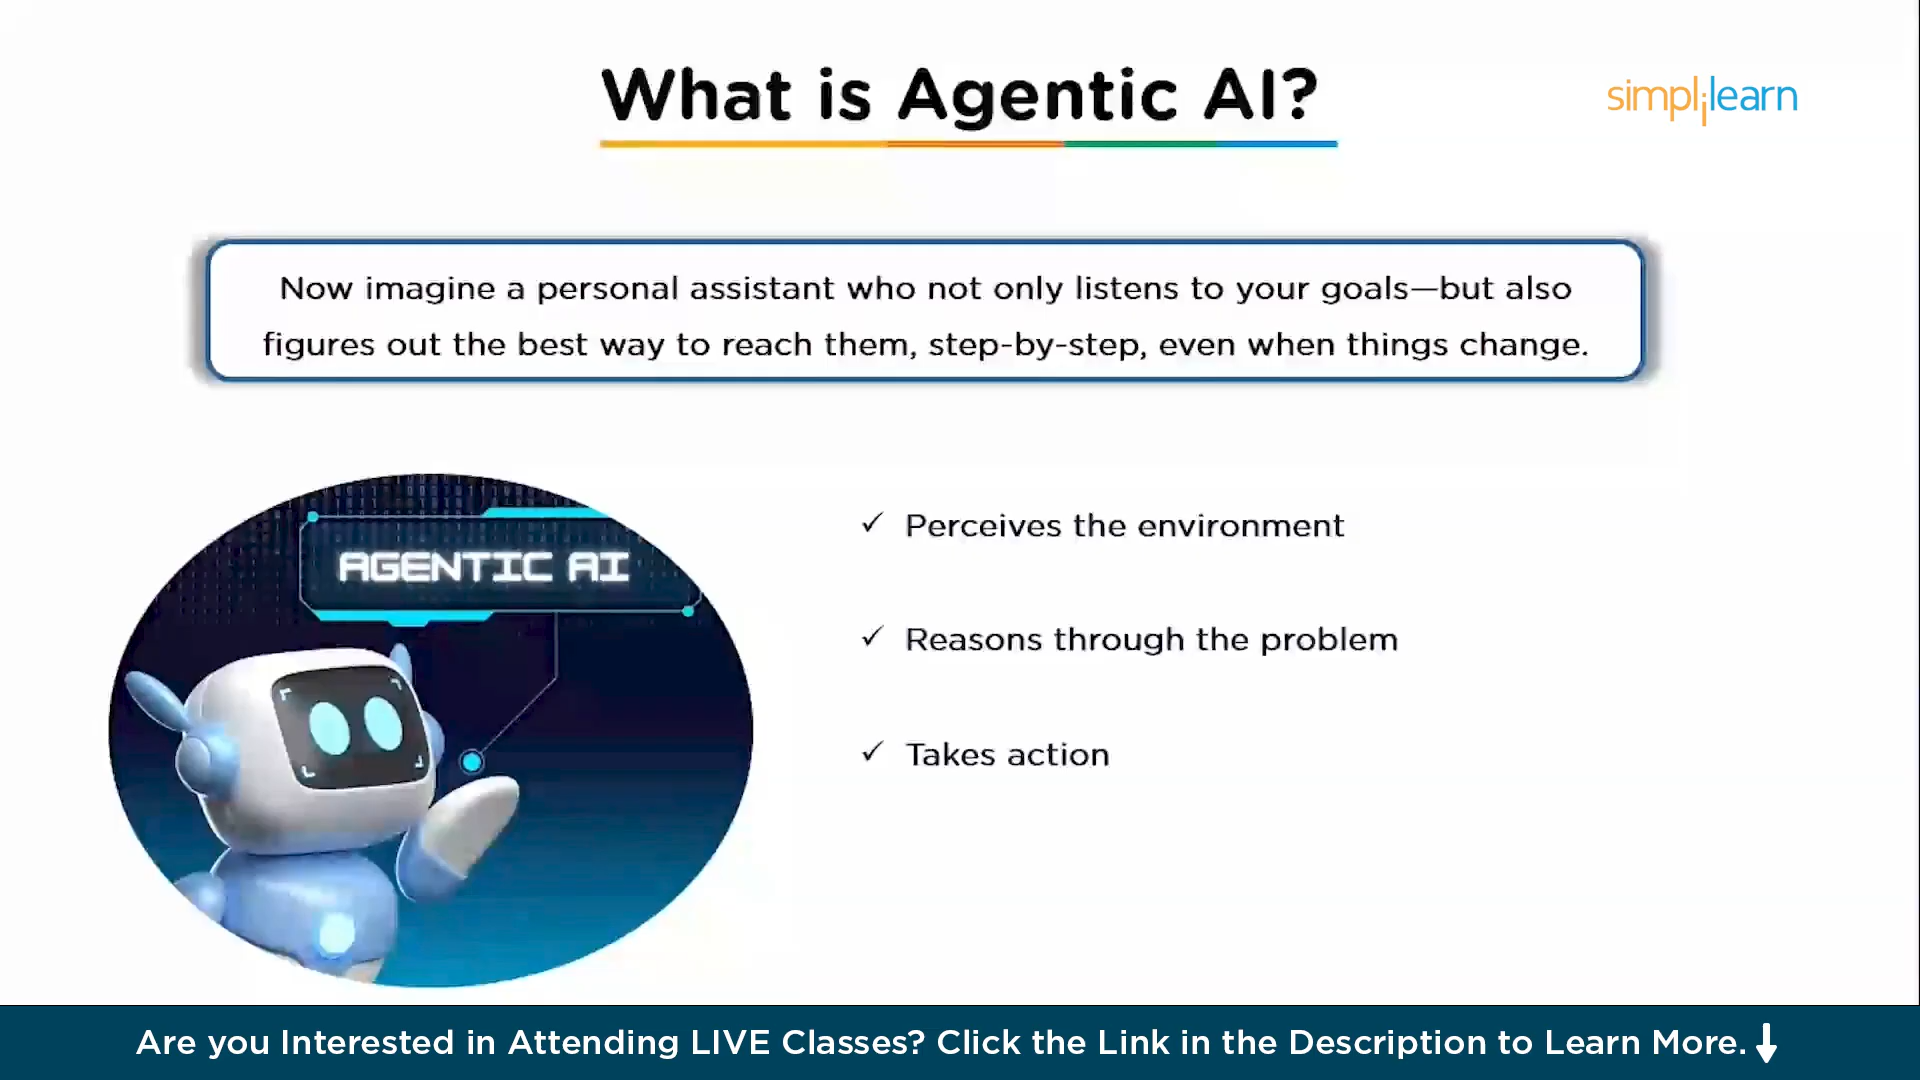 What is Agentic AI?
simplilearn
Now imagine a personal assistant who not only listens to your goals—but also
figures out the best way to reach them, step-by-step, even when things change.
AGENTIC AI
✓ Perceives the environment
✓ Reasons through the problem
✓ Takes action
Are you Interested in Attending LIVE Classes? Click the Link in the Description to Learn More.